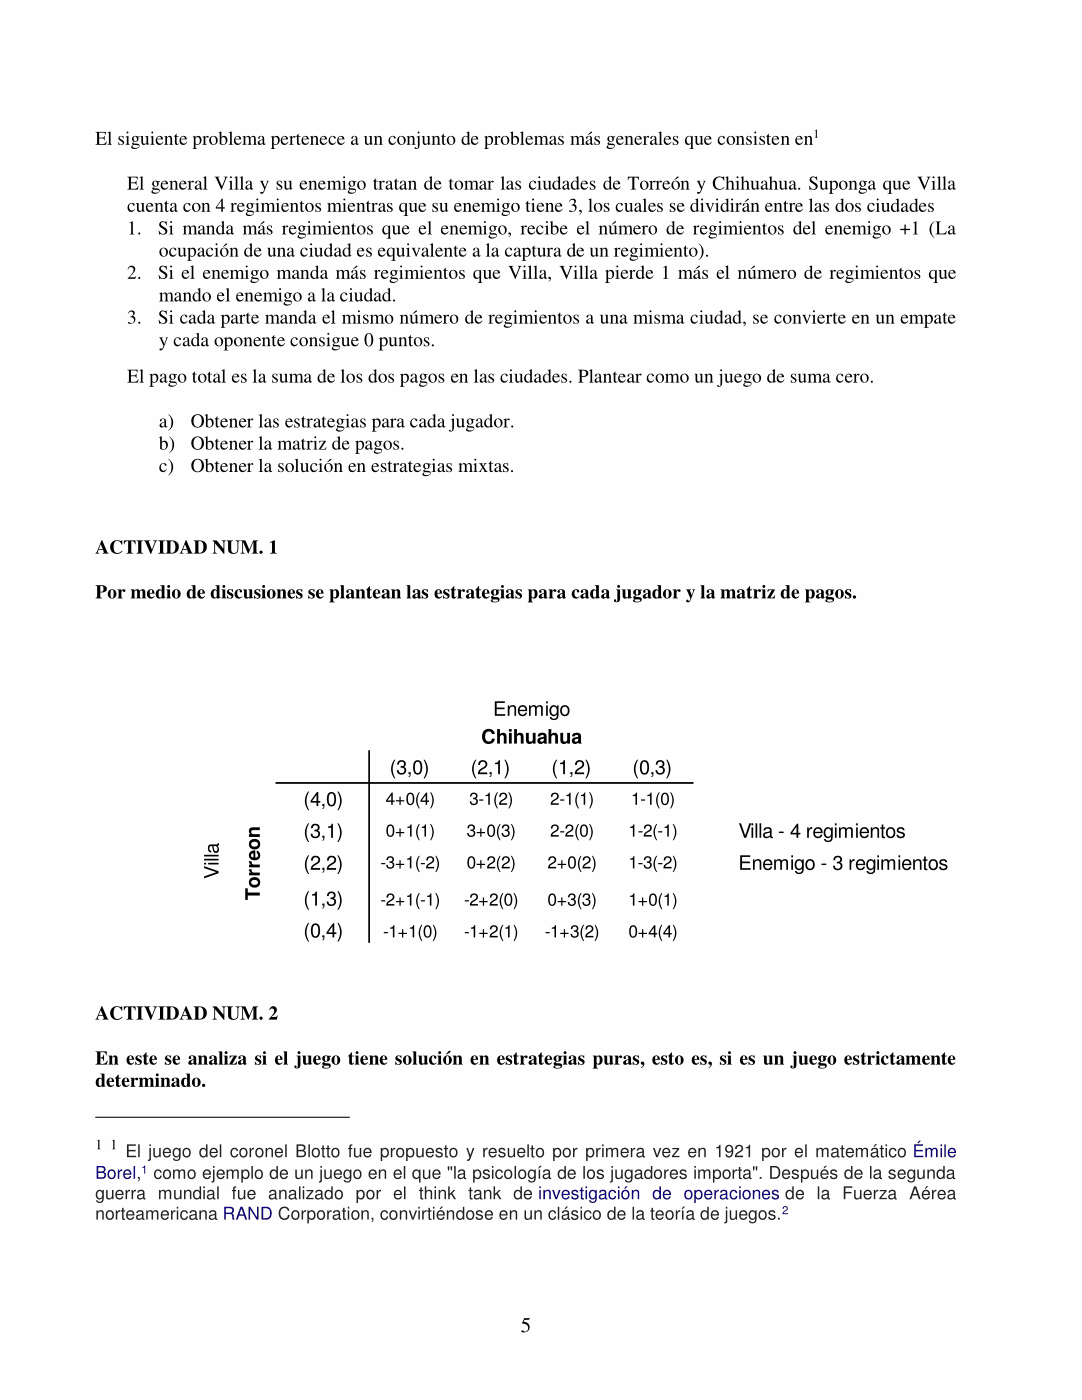 El siguiente problema pertenece a un conjunto de problemas más generales que consisten en1
El general Villa y su enemigo tratan de tomar las ciudades de Torreón y Chihuahua. Suponga que Villa
cuenta con 4 regimientos mientras que su enemigo tiene 3, los cuales se dividirán entre las dos ciudades
1. Si manda más regimientos que el enemigo, recibe el número de regimientos del enemigo +1 (La
ocupación de una ciudad es equivalente a la captura de un regimiento).
2. Si el enemigo manda más regimientos que Villa, Villa pierde 1 más el número de regimientos que
mando el enemigo a la ciudad.
3. Si cada parte manda el mismo número de regimientos a una misma ciudad, se convierte en un empate
y cada oponente consigue 0 puntos.
El pago total es la suma de los dos pagos en las ciudades. Plantear como un juego de suma cero.
a) Obtener las estrategias para cada jugador.
b) Obtener la matriz de pagos.
c) Obtener la solución en estrategias mixtas.
ACTIVIDAD NUM. 1
Por medio de discusiones se plantean las estrategias para cada jugador y la matriz de pagos.
Enemigo
Chihuahua
(3,0) (2,1) (1,2) (0,3)
(4,0) 4+0(4) 3-1(2) 2-1(1) 1-1(0)
(3,1) 0+1(1) 3+0(3) 2-2(0) 1-2(-1) Villa - 4 regimientos
(2,2) -3+1(-2) 0+2(2) 2+0(2) 1-3(-2) Enemigo - 3 regimientos
(1,3) -2+1(-1) -2+2(0) 0+3(3) 1+0(1)
(0,4) -1+1(0) -1+2(1) -1+3(2) 0+4(4)
Villa
Torreon
ACTIVIDAD NUM. 2
En este se analiza si el juego tiene solución en estrategias puras, esto es, si es un juego estrictamente
determinado.
1 1 El juego del coronel Blotto fue propuesto y resuelto por primera vez en 1921 por el matemático Émile
Borel,1 como ejemplo de un juego en el que "la psicología de los jugadores importa". Después de la segunda
guerra mundial fue analizado por el think tank de investigación de operaciones de la Fuerza Aérea
norteamericana RAND Corporation, convirtiéndose en un clásico de la teoría de juegos.2
5